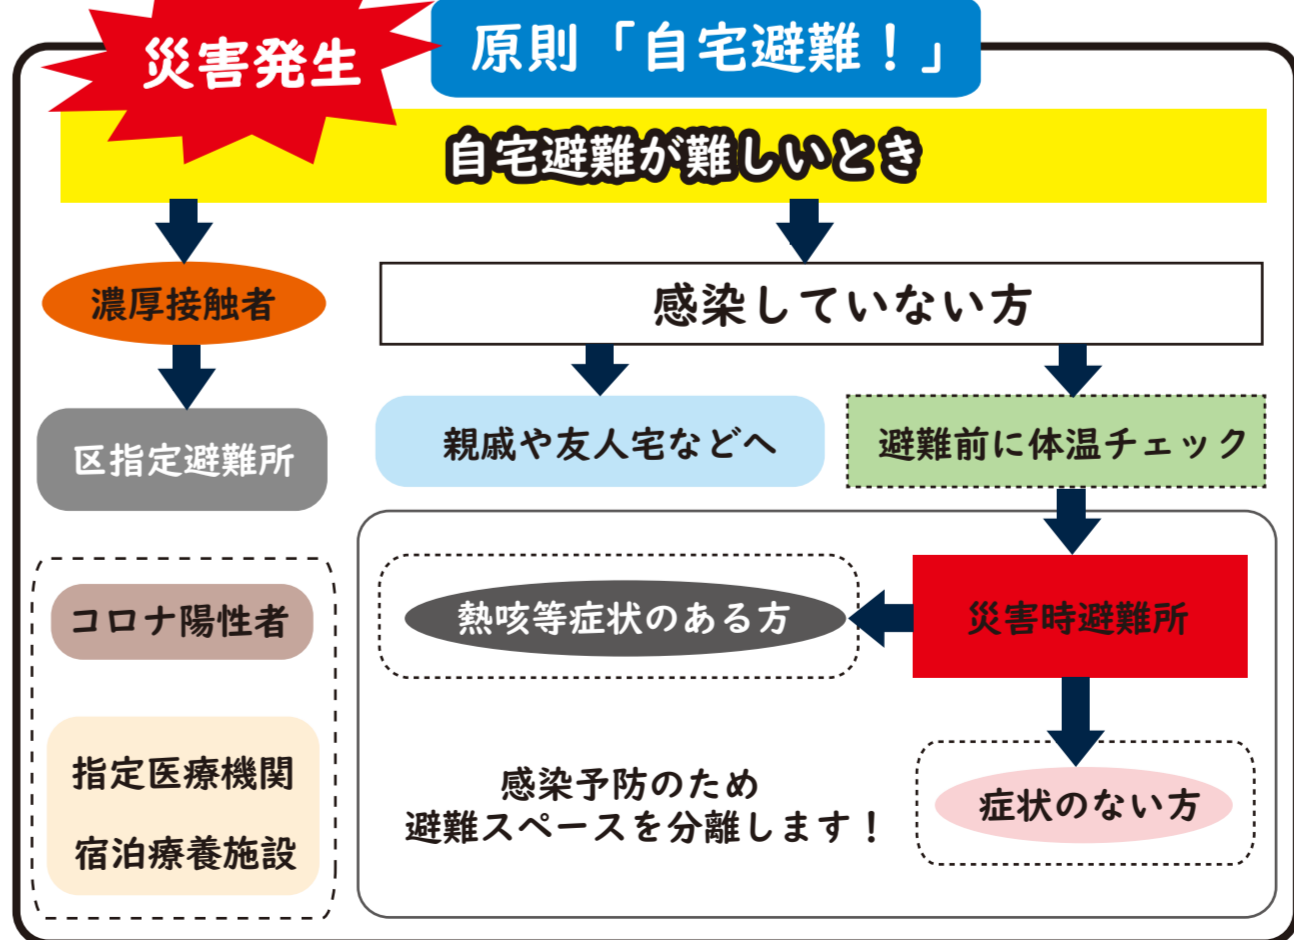 災害発生
原則「自宅避難！」
自宅避難が難しいとき
濃厚接触者
感染していない方
区指定避難所
親戚や友人宅などへ
避難前に体温チェック
コロナ陽性者
熱咳等症状のある方
災害時避難所
指定医療機関
宿泊療養施設
感染予防のため
避難スペースを分離します！
症状のない方